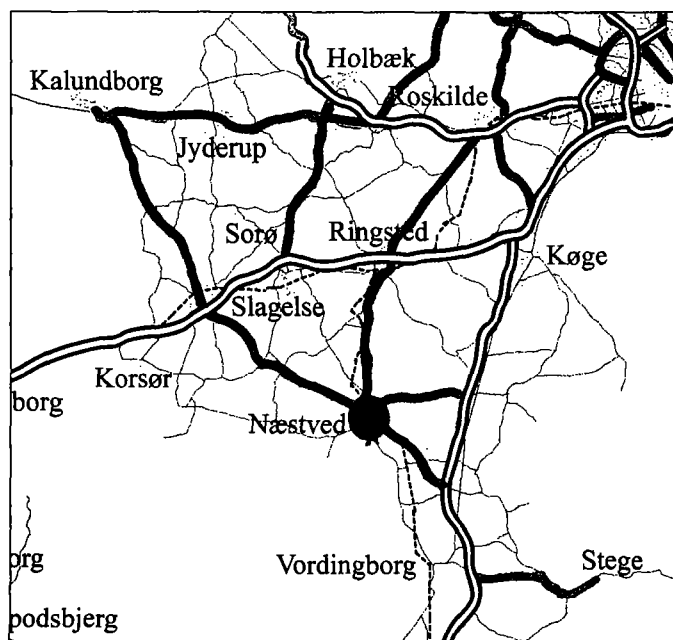 Holbæk
Kalundborg
Roskilde
Jyderup
Sorø
Ringsted
Køge
Slagelse
Korsør
borg
Næstved
org
Vordingborg
Stege
podsbjerg